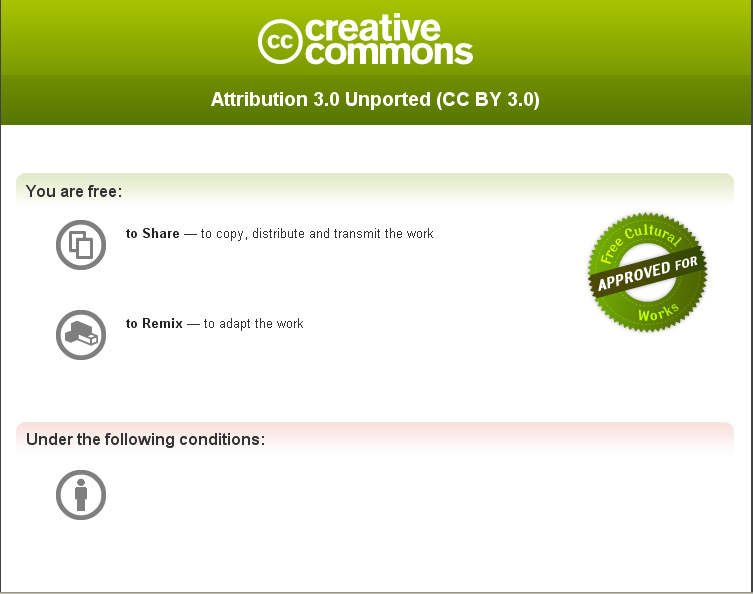 cc creative
commons
Attribution 3.0 Unported (CC BY 3.0)
You are free:
to Share — to copy, distribute and transmit the work
Free Cultural
APPROVED FOR
Works
to Remix — to adapt the work
Under the following conditions: